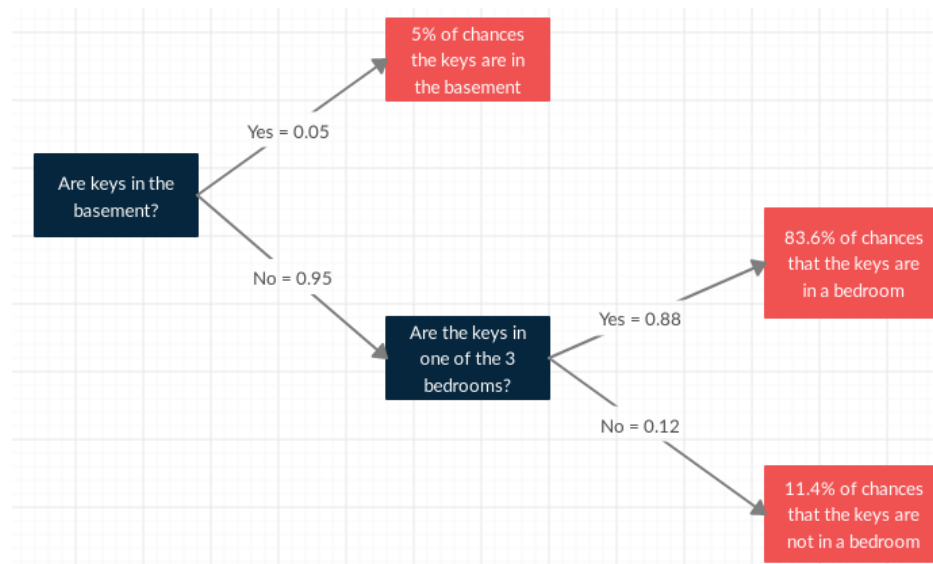 5% of chances
the keys are in
the basement
Yes = 0.05
Are keys in the
basement?
No = 0.95
83.6% of chances
that the keys are
in a bedroom
Yes = 0.88
Are the keys in
one of the 3
bedrooms?
No = 0.12
11.4% of chances
that the keys are
not in a bedroom